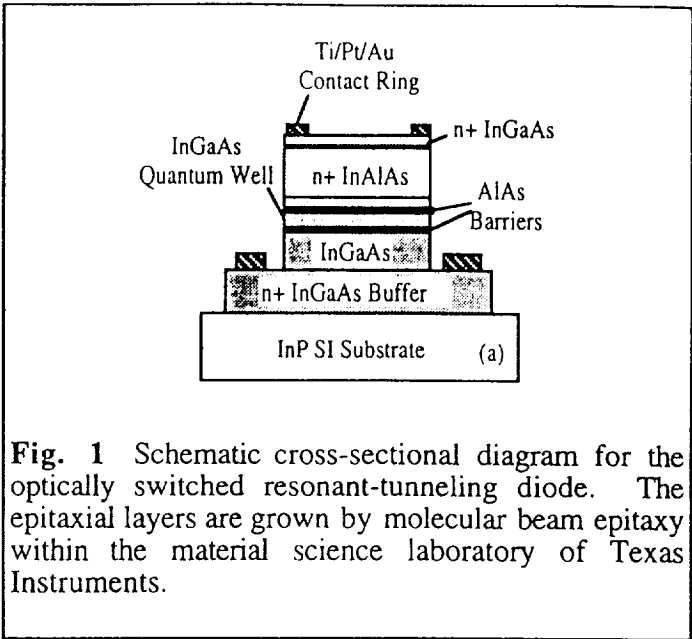 Ti/Pt/Au
Contact Ring
n+ InGaAs
InGaAs
Quantum Well
n+ InAlAs
AlAs
Barriers
InGaAs
n+ InGaAs Buffer
InP SI Substrate
(a)
Fig. 1 Schematic cross-sectional diagram for the
optically switched resonant-tunneling diode. The
epitaxial layers are grown by molecular beam epitaxy
within the material science laboratory of Texas
Instruments.